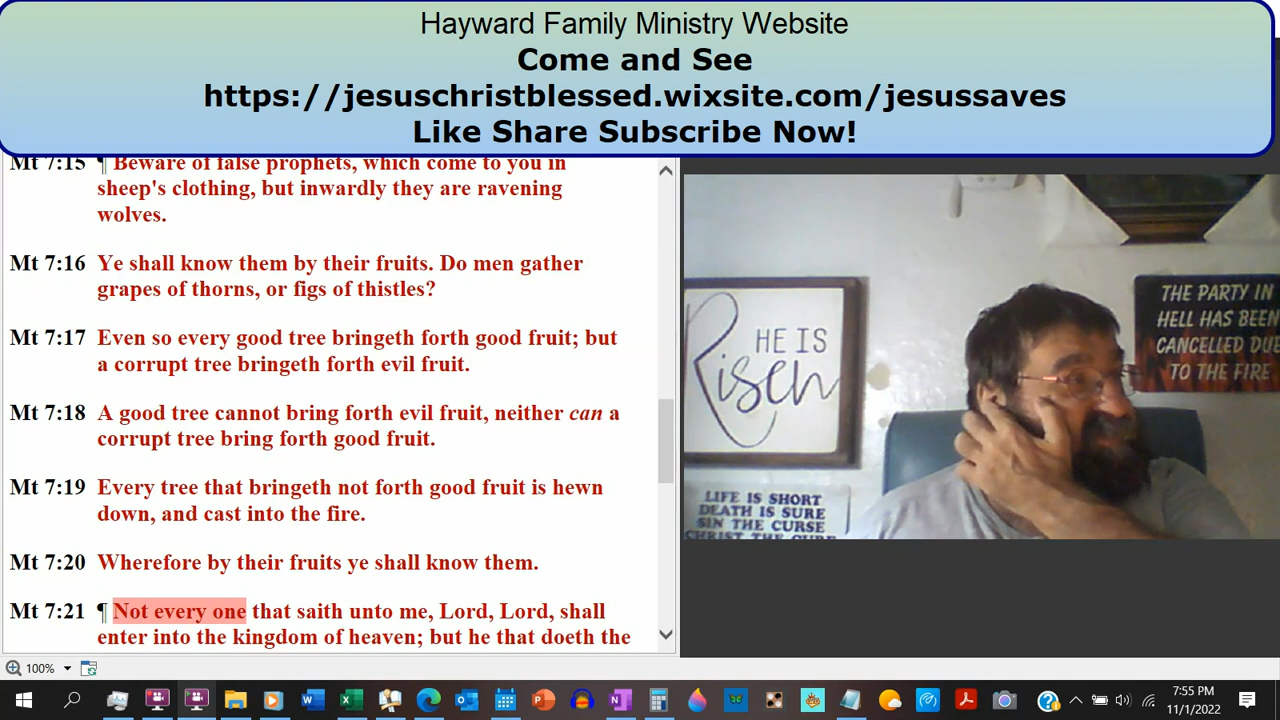 Hayward Family Ministry Website
Come and See
https://jesuschristblessed.wixsite.com/jesussaves
Like Share Subscribe Now!
Mt 7:15 ¶ Beware of false prophets, which come to you in
sheep's clothing, but inwardly they are ravening
wolves.
Mt 7:16 Ye shall know them by their fruits. Do men gather
grapes of thorns, or figs of thistles?
Mt 7:17 Even so every good tree bringeth forth good fruit; but
a corrupt tree bringeth forth evil fruit.
Mt 7:18 A good tree cannot bring forth evil fruit, neither can a
corrupt tree bring forth good fruit.
Mt 7:19 Every tree that bringeth not forth good fruit is hewn
down, and cast into the fire.
Mt 7:20 Wherefore by their fruits ye shall know them.
Mt 7:21 ¶ Not every one that saith unto me, Lord, Lord, shall
enter into the kingdom of heaven; but he that doeth the
HE IS
Risen
LIFE IS SHORT
DEATH IS SURE
SIN THE CURSE
CHRIST THE CURE
THE PARTY IN
HELL HAS BEEN
CANCELLED DUE
TO THE FIRE
100%
7:55 PM
11/1/2022